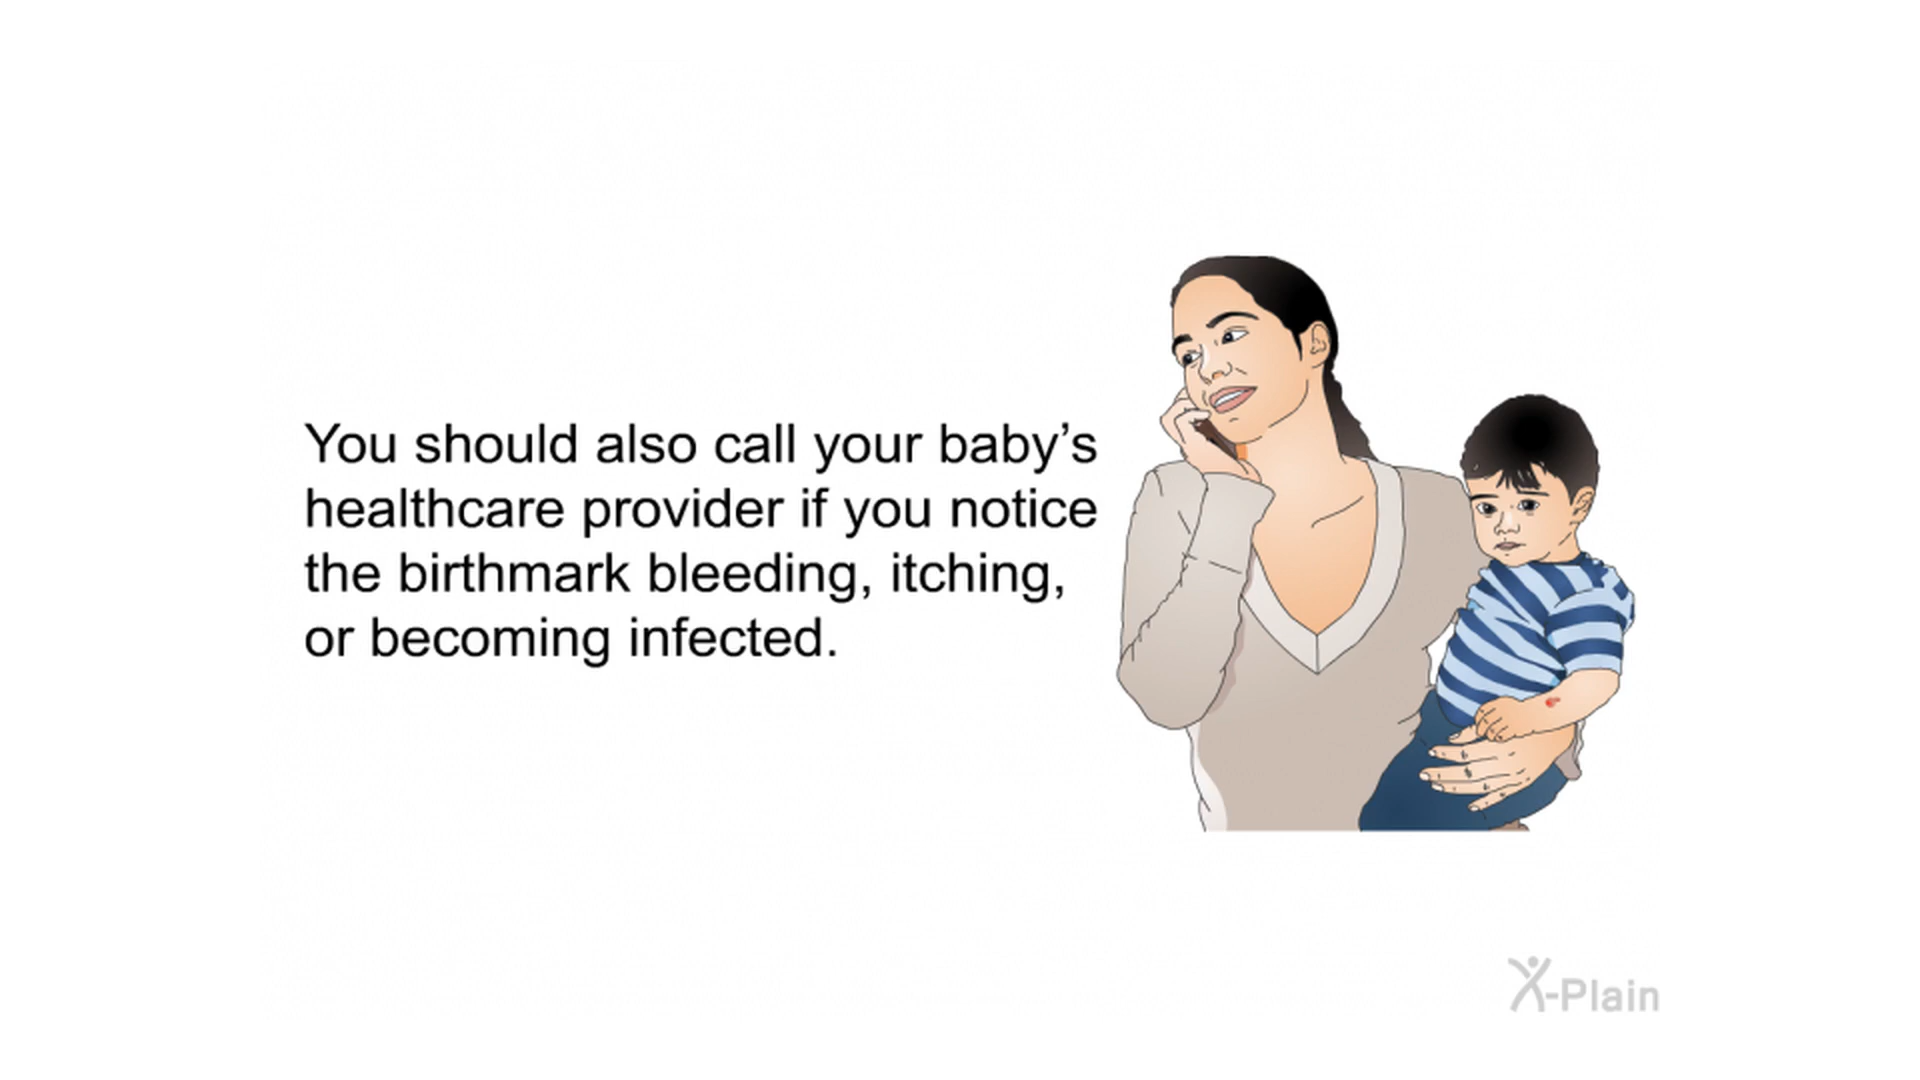 You should also call your baby’s
healthcare provider if you notice
the birthmark bleeding, itching,
or becoming infected.
X-Plain